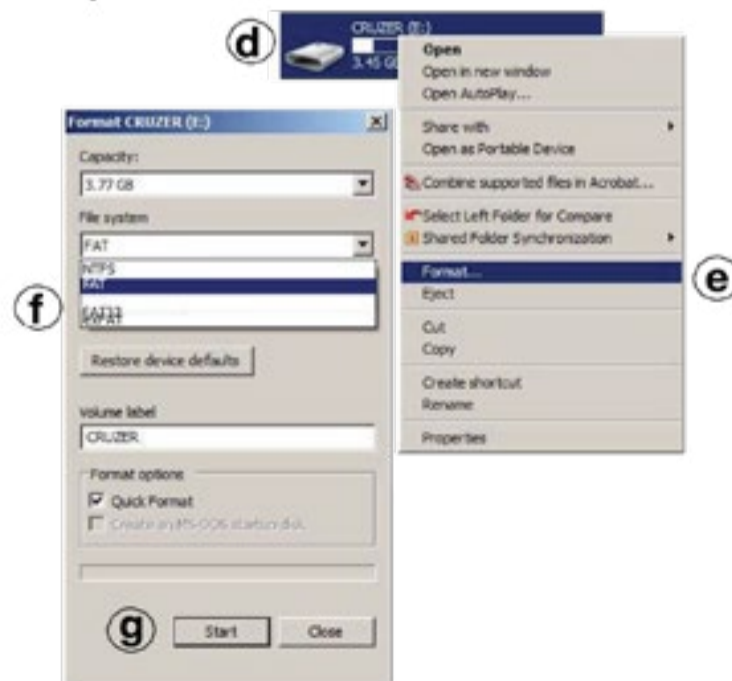 d
CRUZER (E:)
3.45 G
Open
Open in new window
Open AutoPlay...
Share with
Open as Portable Device
Combine supported files in Acrobat...
Select Left Folder for Compare
Shared Folder Synchronization
Format...
e
Eject
Cut
Copy
Create shortcut
Rename
Properties
Format CRUZER (E:)
Capacity:
3.77 GB
File system
FAT
NTFS
FAT
f
Restore device defaults
Volume label
CRUZER
Format options
Quick Format
Create an MS-DOS startup disk
g
Start
Close